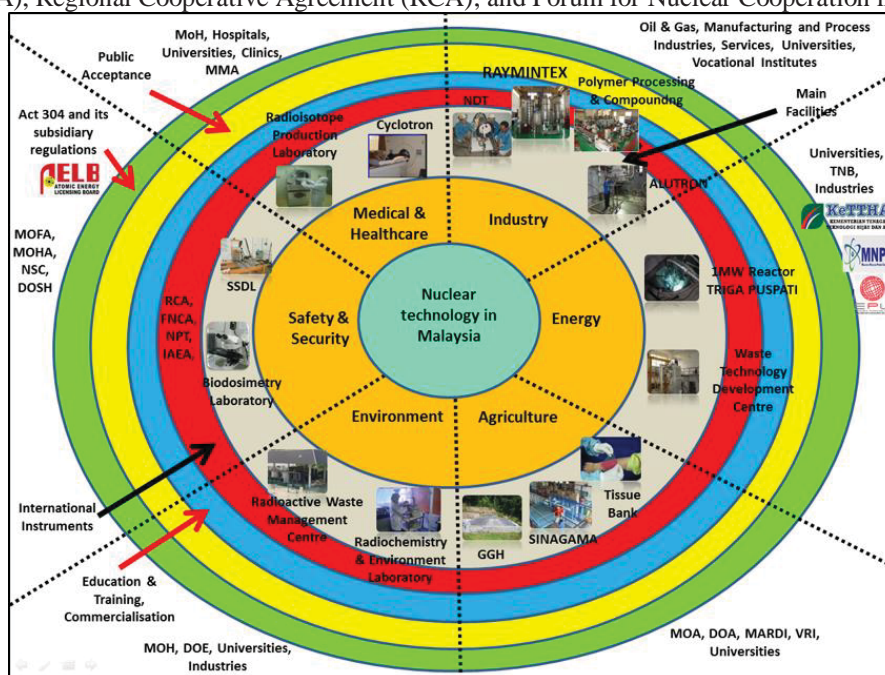 A); Regional Cooperative Agreement (RCA); and Forum for Nuclear Cooperation i
MoH, Hospitals,
Universities, Clinics,
MMA
Oil & Gas, Manufacturing and Process
Industries, Services, Universities,
Vocational Institutes
Public
Acceptance
RAYMINTEX
NDT
Polymer Processing
& Compoundng
Main
Facilities
Act 304 and its
subsidiary
regulations
AELB
ATOMIC ENERGY
LICENSING BOARD
Radioisotope
Production
Laboratory
Cyclotron
ALUTRON
Universities,
TNB,
Industries
KeTTHA
MNP
MOFA,
MOHA,
NSC,
DOSH
Medical &
Healthcare
Industry
SSDL
1MW Reactor
TRIGA PUSPATI
RCA,
FNCA,
NPT,
IAEA,
Safety &
Security
Nuclear
technology in
Malaysia
Energy
Biodosimetry
Laboratory
Waste
Technology
Development
Centre
Environment
Agriculture
International
Instruments
Radioactive Waste
Management
Centre
Radiochemistry
& Environment
Laboratory
GGH
SINAGAMA
Tissue
Bank
Education &
Training,
Commercialisation
MOH, DOE, Universities,
Industries
MOA, DOA, MARDI, VRI,
Universities